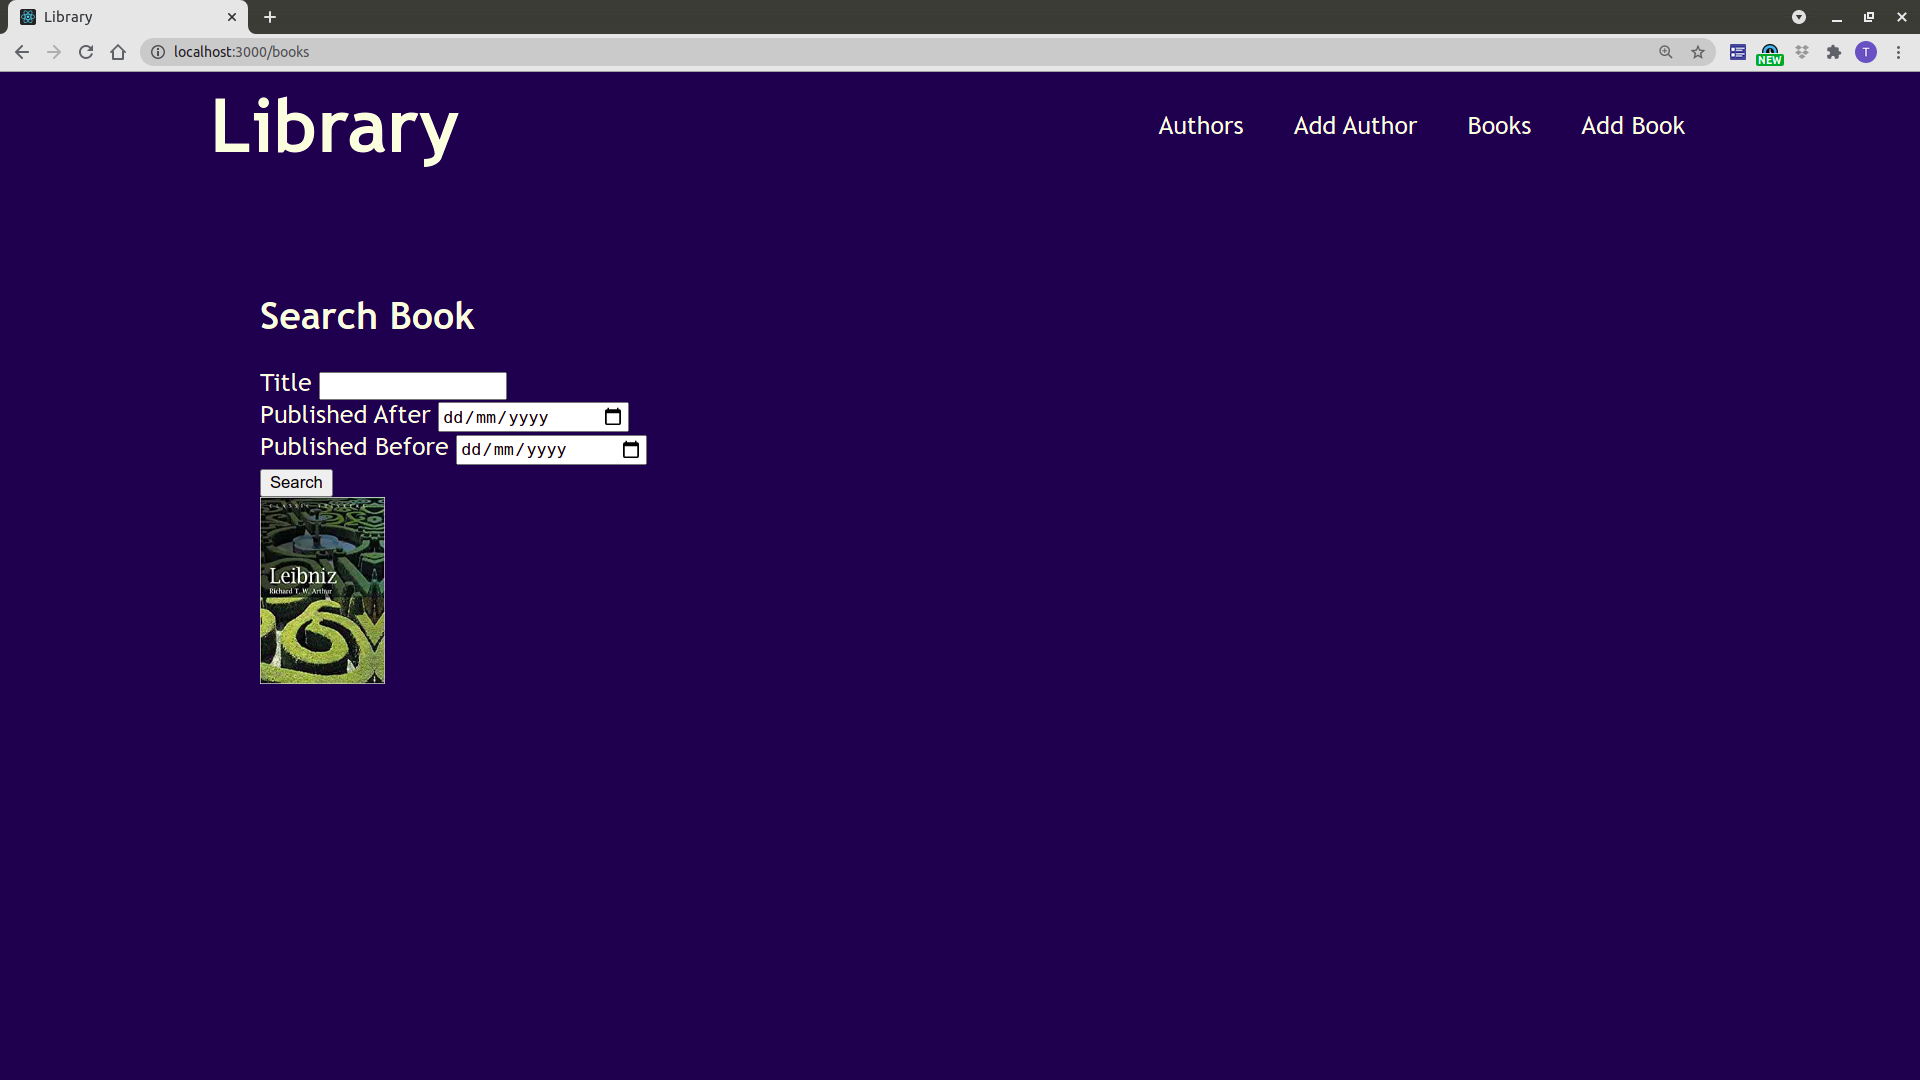 Library
localhost:3000/books
NEW
T
Library
Authors Add Author Books Add Book
Search Book
Title
Published After dd/mm/yyyy
Published Before dd/mm/yyyy
Search
Leibniz
Richard T. W. Arthur